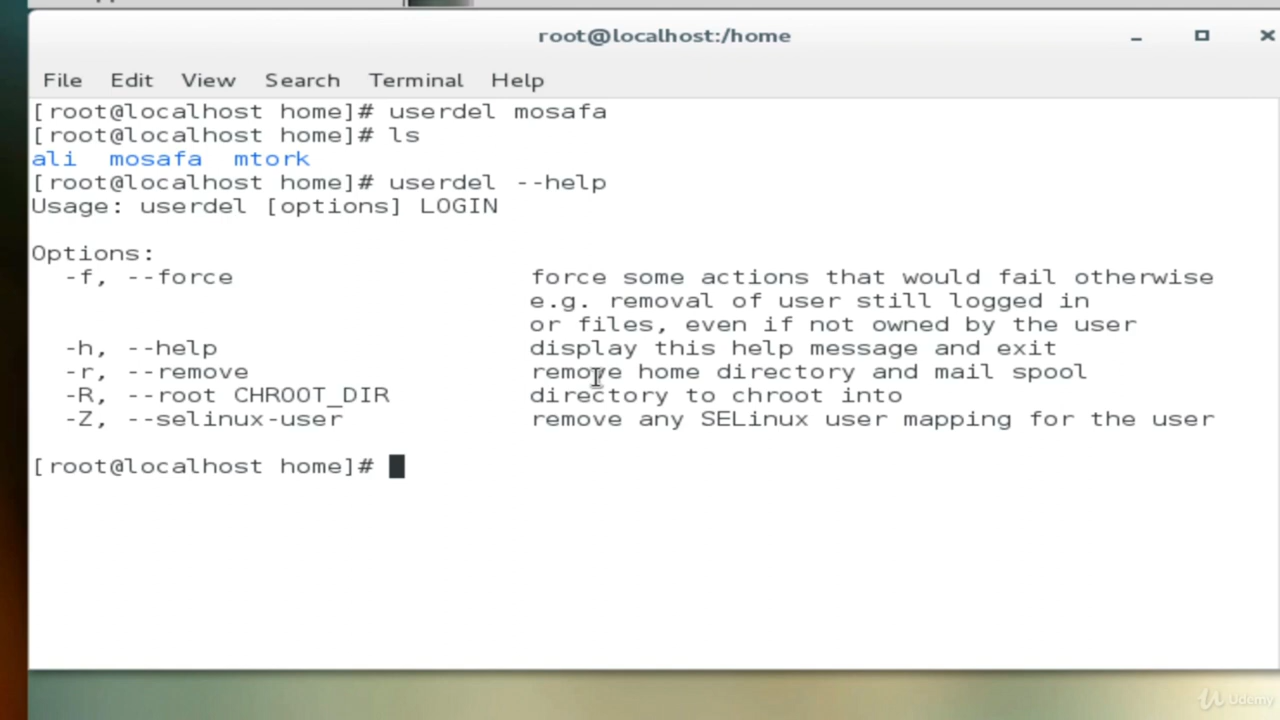 root@localhost:/home
File Edit View Search Terminal Help
[root@localhost home]# userdel mosafa
[root@localhost home]# ls
ali mosafa mtork
[root@localhost home]# userdel --help
Usage: userdel [options] LOGIN
Options:
-f, --force force some actions that would fail otherwise
e.g. removal of user still logged in
or files, even if not owned by the user
-h, --help display this help message and exit
-r, --remove remove home directory and mail spool
-R, --root CHROOT_DIR directory to chroot into
-Z, --selinux-user remove any SELinux user mapping for the user
[root@localhost home]#
Udemy